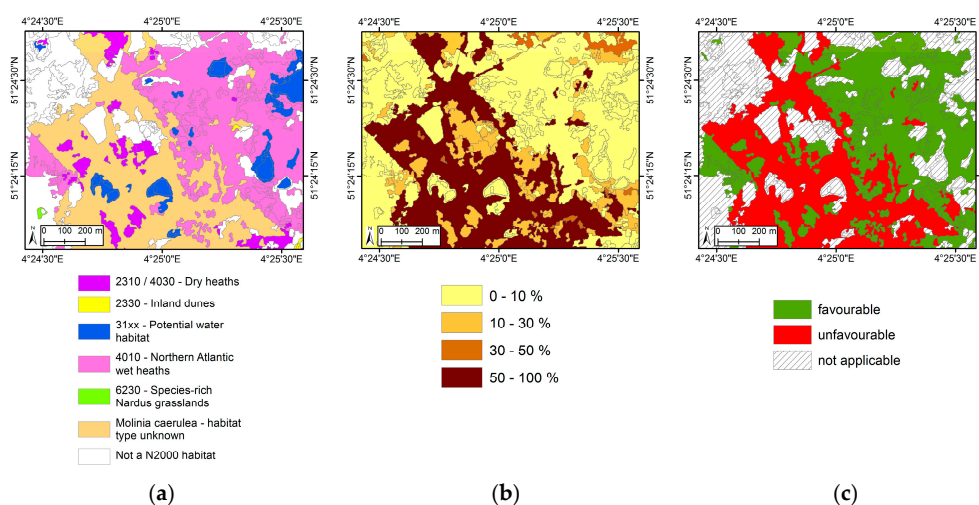 4°24'30"E 4°25'0"E 4°25'30"E
4°24'30"E 4°25'0"E 4°25'30"E
4°24'30"E 4°25'0"E 4°25'30"E
51°24'30"N
51°24'15"N
51°24'30"N
51°24'15"N
51°24'30"N
51°24'15"N
0 100 200 m
N
0 100 200 m
N
0 100 200 m
N
4°24'30"E 4°25'0"E 4°25'30"E
4°24'30"E 4°25'0"E 4°25'30"E
4°24'30"E 4°25'0"E 4°25'30"E
2310 / 4030 - Dry heaths
2330 - Inland dunes
31xx - Potential water
habitat
4010 - Northern Atlantic
wet heaths
6230 - Species-rich
Nardus grasslands
Molinia caerulea - habitat
type unknown
Not a N2000 habitat
0 - 10 %
10 - 30 %
30 - 50 %
50 - 100 %
favourable
unfavourable
not applicable
(a)
(b)
(c)